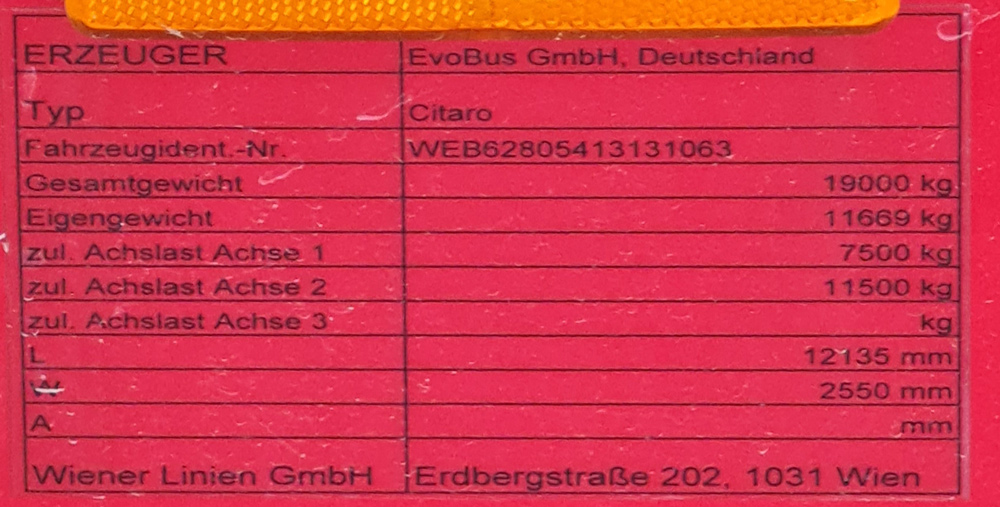 ERZEUGER EvoBus GmbH, Deutschland
Typ Citaro
Fahrzeugident.-Nr. WEB62805413131063
Gesamtgewicht 19000 kg
Eigengewicht 11669 kg
zul. Achslast Achse 1 7500 kg
zul. Achslast Achse 2 11500 kg
zul. Achslast Achse 3 kg
L 12135 mm
W 2550 mm
A mm
Wiener Linien GmbH Erdbergstraße 202, 1031 Wien